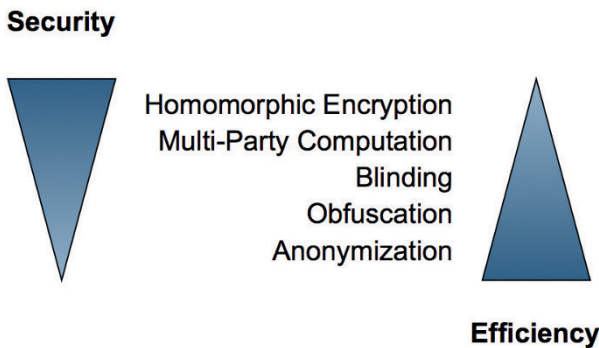 Security
Homomorphic Encryption
Multi-Party Computation
Blinding
Obfuscation
Anonymization
Efficiency